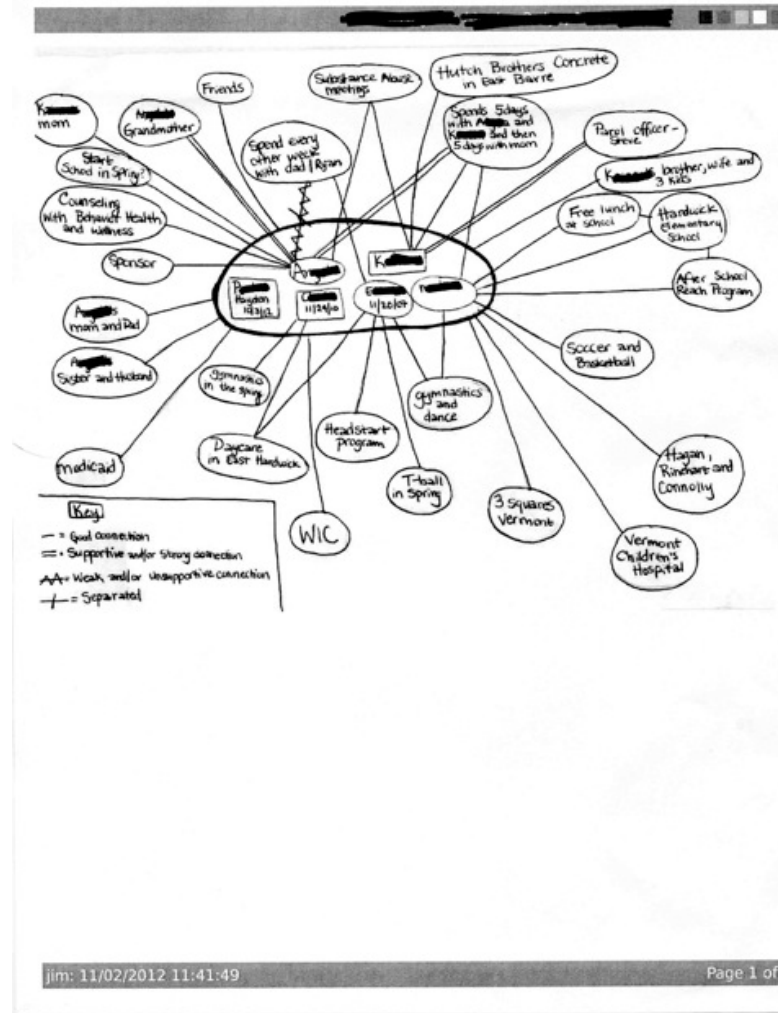 Hutch Brothers Concrete
in East Barre
Substance Abuse
meetings
Friends
K
mom
Grandmother
Spend every
other week
with dad/Ryan
Spends 5 days
with A a and
K and then
5 days with mom
Parol officer-
Steve
Start
School in Spring?
K brother, wife and
3 kids
Counseling
with Behavior Health
and wellness
Free lunch
at school
Hardwick
Elementary
School
Sponsor
A
K
After School
Reach Program
Hayden
C
11/29/10
E
11/20/07
A s
mom and Dad
Soccer and
Basketball
A s
Sister and Husband
gymnastics
in the spring
gymnastics
and
dance
Headstart
program
Daycare
in East Hardwick
medicaid
T-ball
in Spring
Hagan,
Rinehart and
Connolly
3 Squares
Vermont
WIC
Vermont
Children's
Hospital
Key
— = Good connection
= = Supportive and/or Strong connection
= Weak and/or unsupportive connection
= Separated
jim: 11/02/2012 11:41:49
Page 1 of